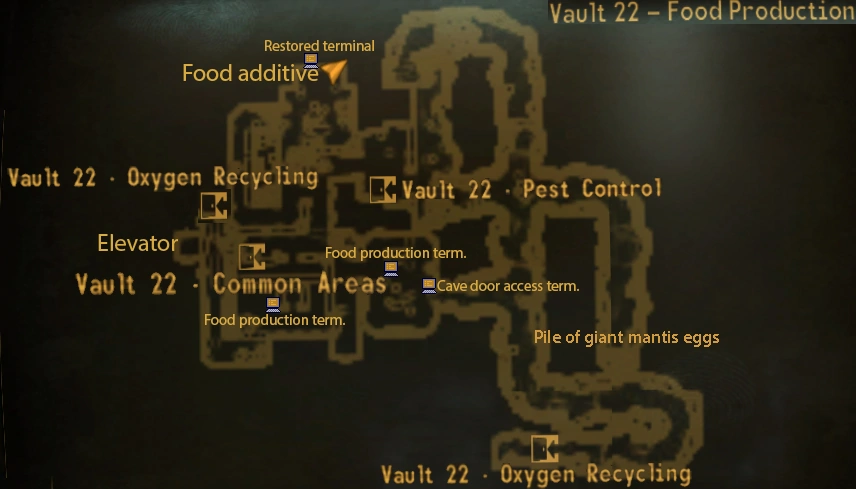 Vault 22 – Food Production
Restored terminal
Food additive
Vault 22 · Oxygen Recycling
Vault 22 · Pest Control
Elevator
Food production term.
Vault 22 · Common Areas
Cave door access term.
Food production term.
Pile of giant mantis eggs
Vault 22 · Oxygen Recycling